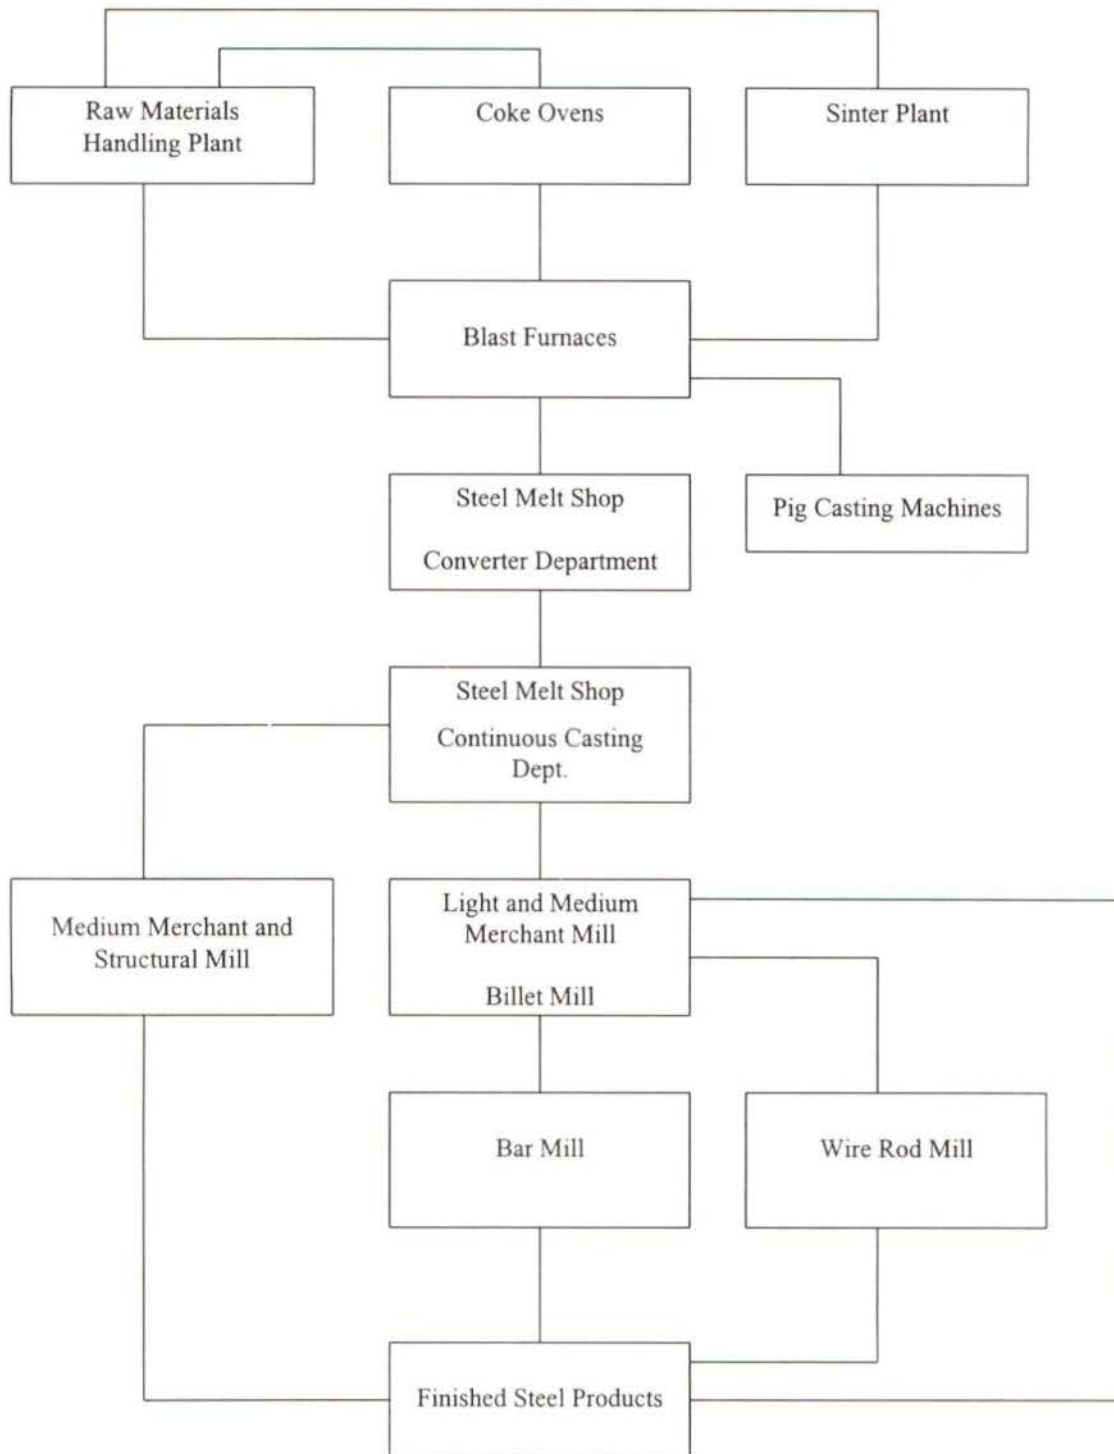 Raw Materials
Handling Plant
Coke Ovens
Sinter Plant
Blast Furnaces
Steel Melt Shop
Converter Department
Pig Casting Machines
Steel Melt Shop
Continuous Casting
Dept.
Medium Merchant and
Structural Mill
Light and Medium
Merchant Mill
Billet Mill
Bar Mill
Wire Rod Mill
Finished Steel Products